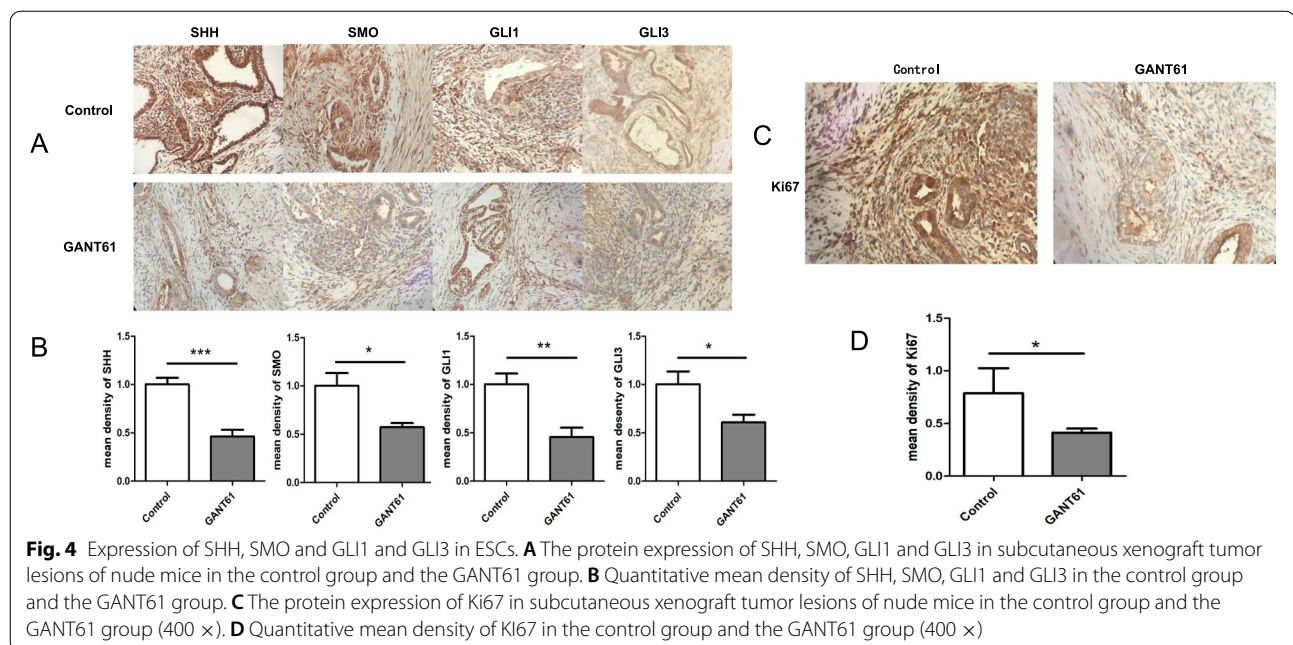 SHH SMO GLI1 GLI3
Control
A
GANT61
Control GANT61
C
Ki67
B
mean density of SHH
1.5
1.0
0.5
0.0
***
Control
GANT61
mean density of SMO
1.5
1.0
0.5
0.0
*
Control
GANT61
mean density of GLI1
1.5
1.0
0.5
0.0
**
Control
GANT61
mean desenty of GLI3
1.5
1.0
0.5
0.0
*
Control
GANT61
D
mean density of Ki67
1.5
1.0
0.5
0.0
*
Control
GANT61
Fig. 4 Expression of SHH, SMO and GLI1 and GLI3 in ESCs. A The protein expression of SHH, SMO, GLI1 and GLI3 in subcutaneous xenograft tumor
lesions of nude mice in the control group and the GANT61 group. B Quantitative mean density of SHH, SMO, GLI1 and GLI3 in the control group
and the GANT61 group. C The protein expression of Ki67 in subcutaneous xenograft tumor lesions of nude mice in the control group and the
GANT61 group (400 ×). D Quantitative mean density of KI67 in the control group and the GANT61 group (400 ×)